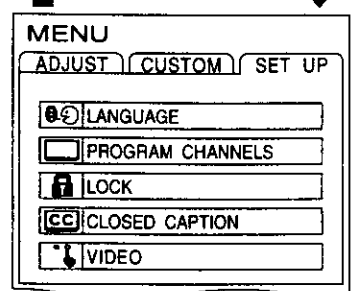 MENU
ADJUST CUSTOM SET UP
LANGUAGE
PROGRAM CHANNELS
LOCK
CC CLOSED CAPTION
VIDEO